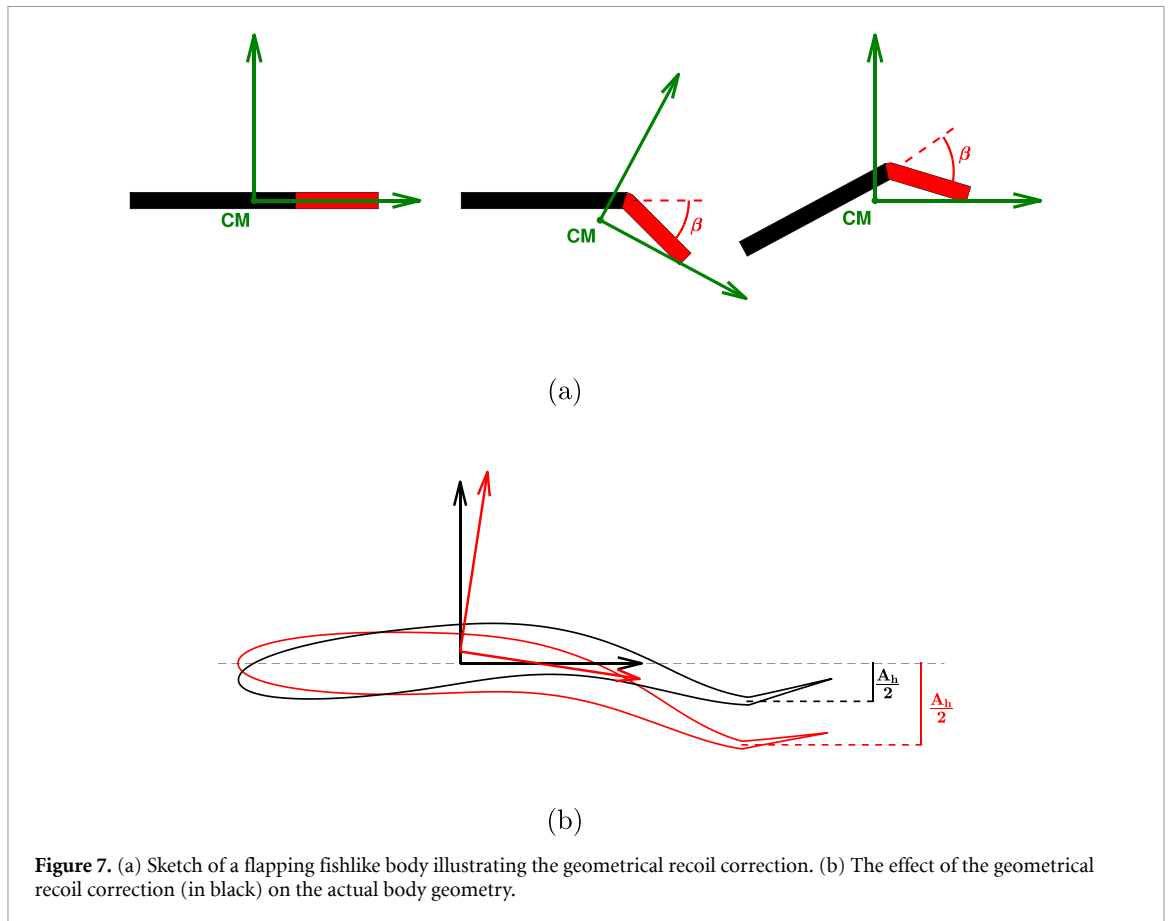 CM
β
CM
β
CM
(a)
A_h/2
A_h/2
(b)
Figure 7. (a) Sketch of a flapping fishlike body illustrating the geometrical recoil correction. (b) The effect of the geometrical
recoil correction (in black) on the actual body geometry.